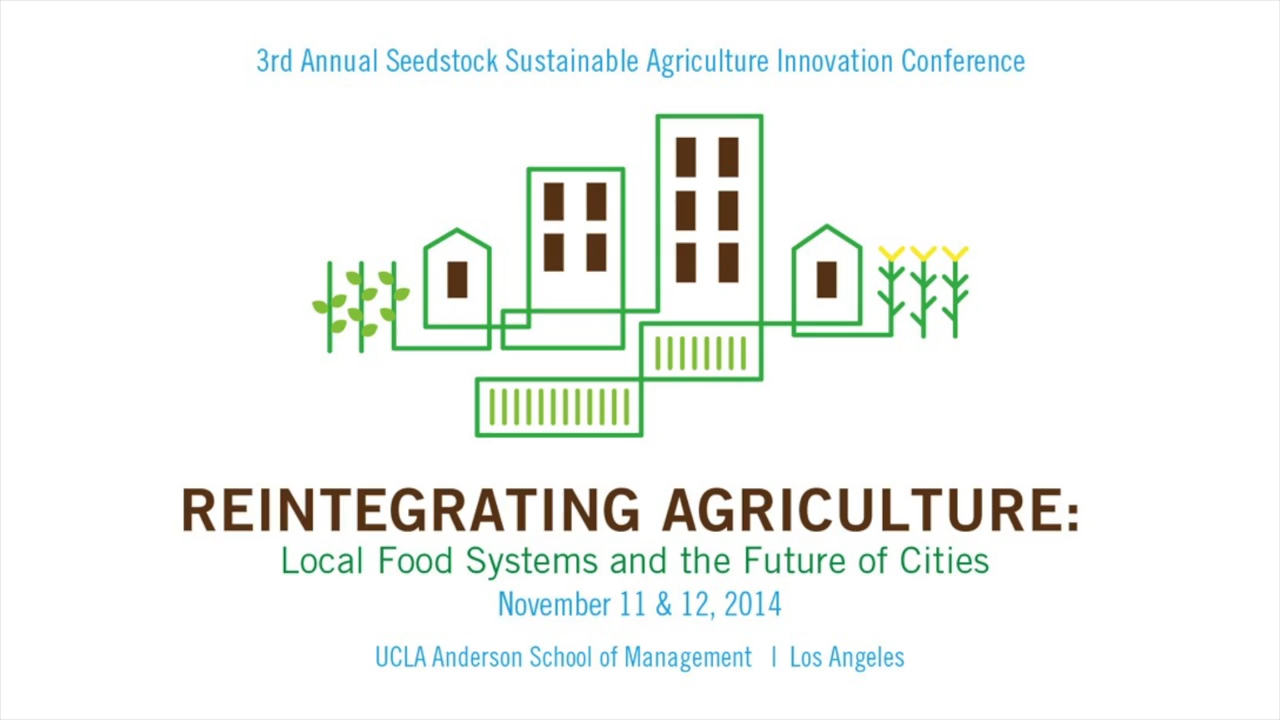 3rd Annual Seedstock Sustainable Agriculture Innovation Conference
REINTEGRATING AGRICULTURE:
Local Food Systems and the Future of Cities
November 11 & 12, 2014
UCLA Anderson School of Management | Los Angeles